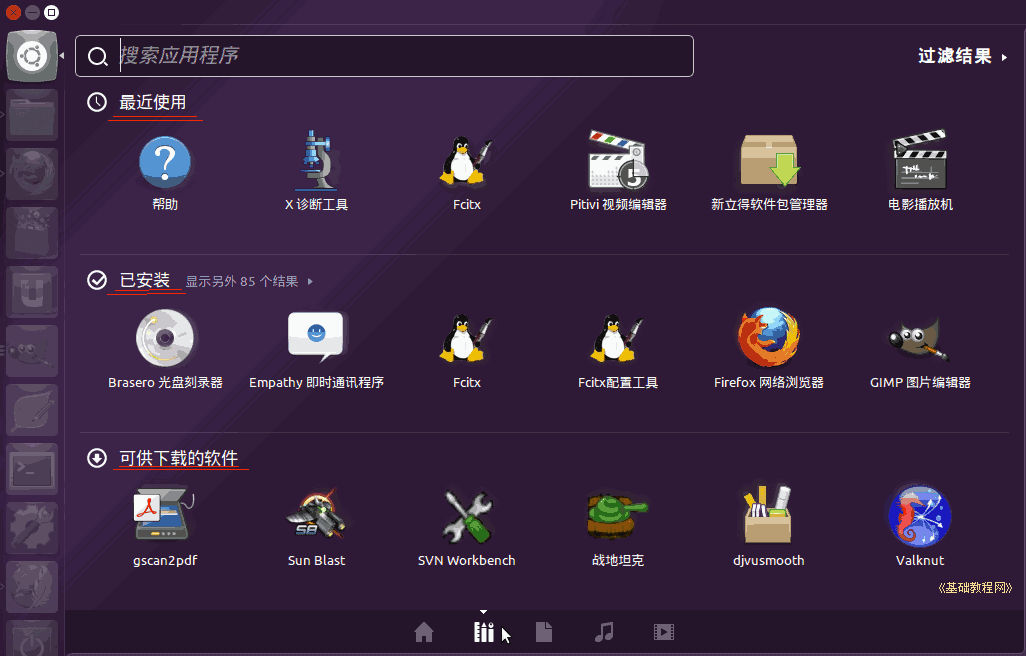 搜索应用程序
过滤结果
最近使用
帮助
X 诊断工具
Fcitx
Pitivi 视频编辑器
新立得软件包管理器
电影播放机
已安装 显示另外 85 个结果
Brasero 光盘刻录器
Empathy 即时通讯程序
Fcitx
Fcitx配置工具
Firefox 网络浏览器
GIMP 图片编辑器
可供下载的软件
SB
gscan2pdf
Sun Blast
SVN Workbench
战地坦克
djvusmooth
Valknut
《基础教程网》